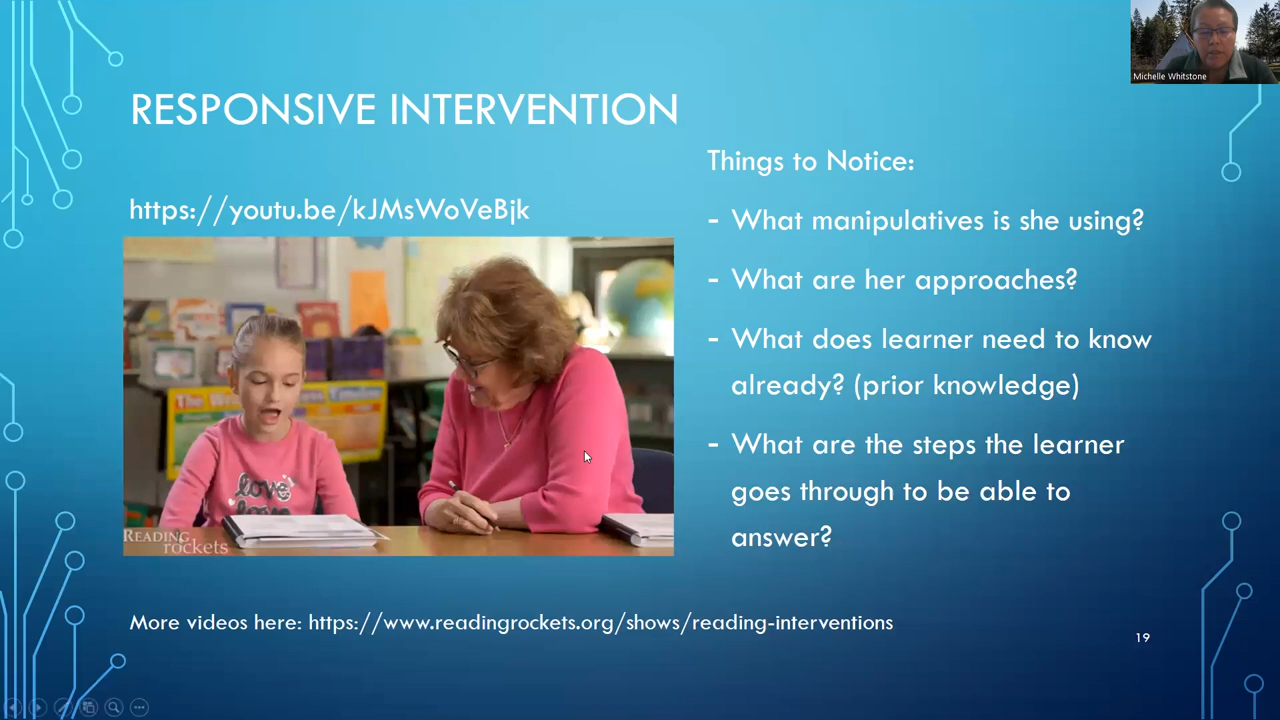 Michelle Whitstone
RESPONSIVE INTERVENTION
https://youtu.be/kJMsWoVeBjk
Things to Notice:
- What manipulatives is she using?
- What are her approaches?
- What does learner need to know
already? (prior knowledge)
- What are the steps the learner
goes through to be able to
answer?
love
love
READING
rockets
More videos here: https://www.readingrockets.org/shows/reading-interventions
19